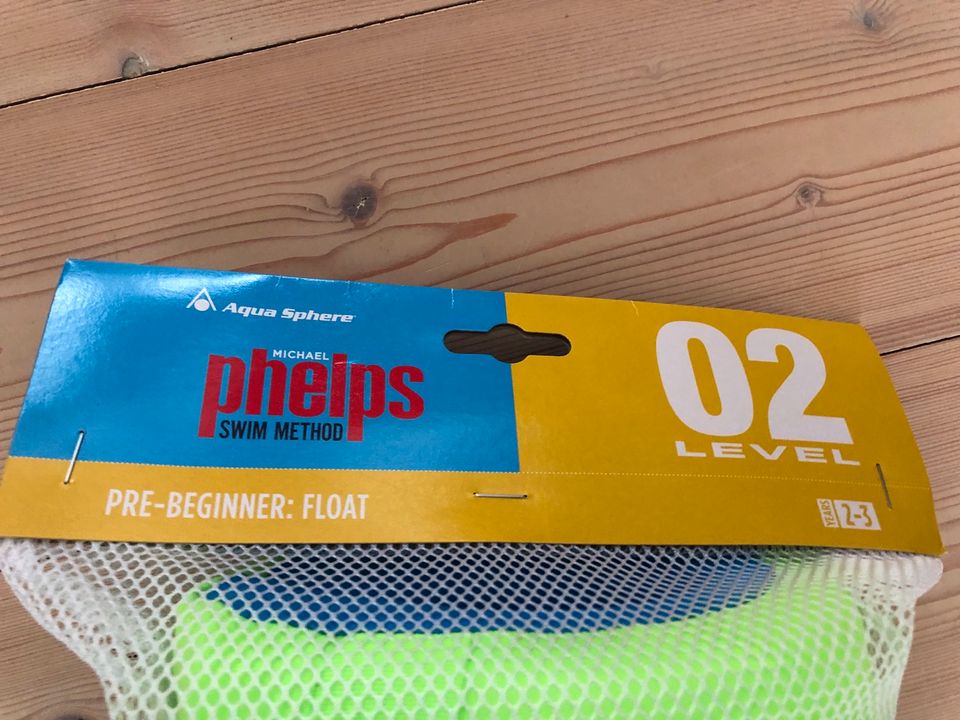 Aqua Sphere
MICHAEL
phelps
SWIM METHOD
02
LEVEL
PRE-BEGINNER: FLOAT
YEARS 2-3